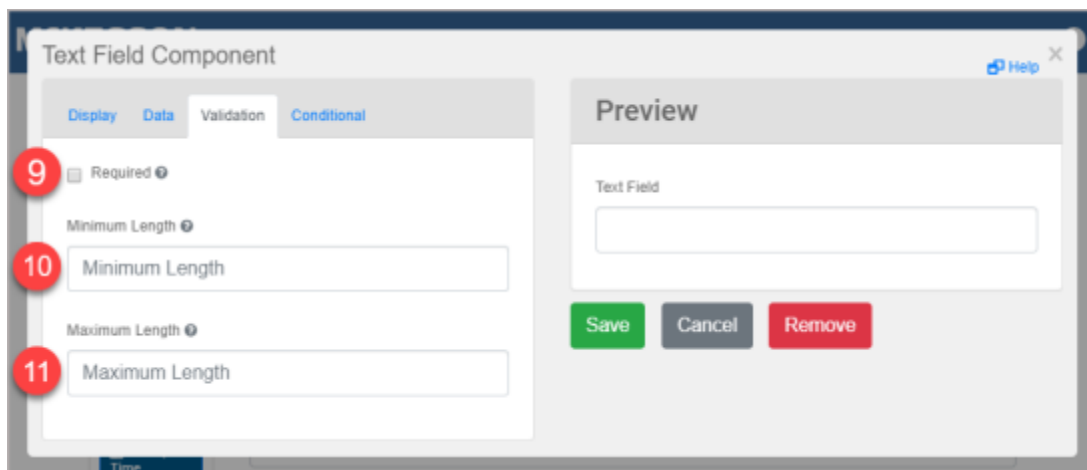 Text Field Component
Help
×
Display Data Validation Conditional
Preview
9
Required
Text Field
Minimum Length
10
Minimum Length
Save Cancel Remove
Maximum Length
11
Maximum Length
Time